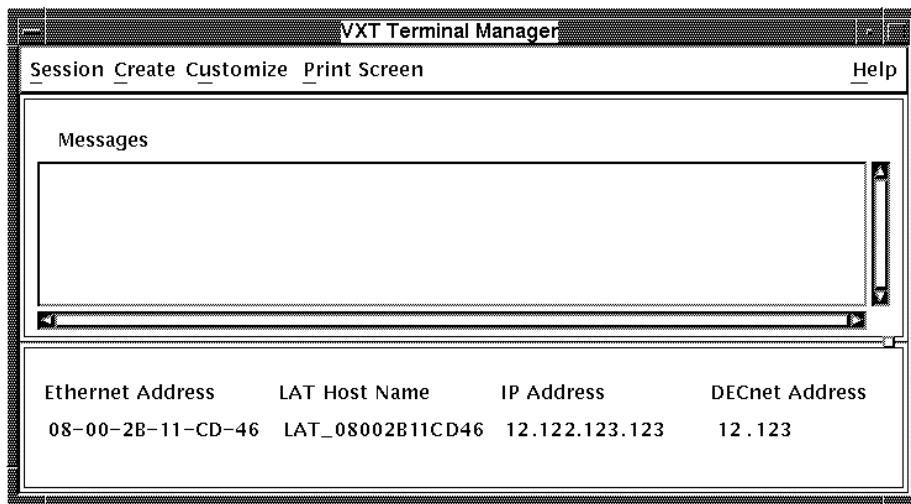 VXT Terminal Manager
Session Create Customize Print Screen Help
Messages
Ethernet Address LAT Host Name IP Address DECnet Address
08-00-2B-11-CD-46 LAT_08002B11CD46 12.122.123.123 12.123